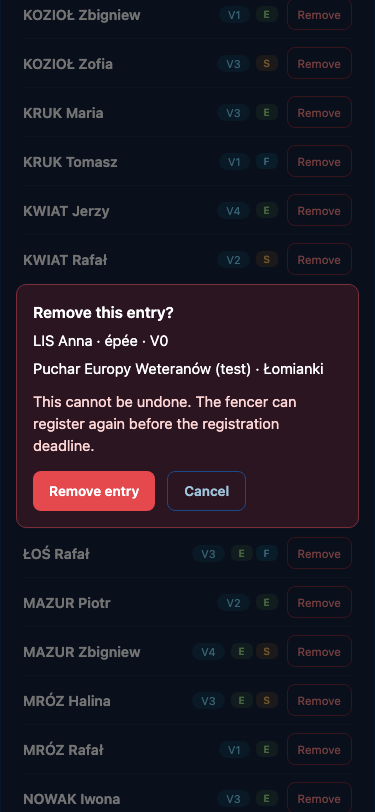 KOZIOŁ Zbigniew V1 E Remove
KOZIOŁ Zofia V3 S Remove
KRUK Maria V3 E Remove
KRUK Tomasz V1 F Remove
KWIAT Jerzy V4 E Remove
KWIAT Rafał V2 S Remove
Remove this entry?
LIS Anna · épée · V0
Puchar Europy Weteranów (test) · Łomianki
This cannot be undone. The fencer can
register again before the registration
deadline.
Remove entry Cancel
ŁOŚ Rafał V3 E F Remove
MAZUR Piotr V2 E Remove
MAZUR Zbigniew V4 E S Remove
MRÓZ Halina V3 E S Remove
MRÓZ Rafał V1 E Remove
NOWAK Iwona V3 E Remove